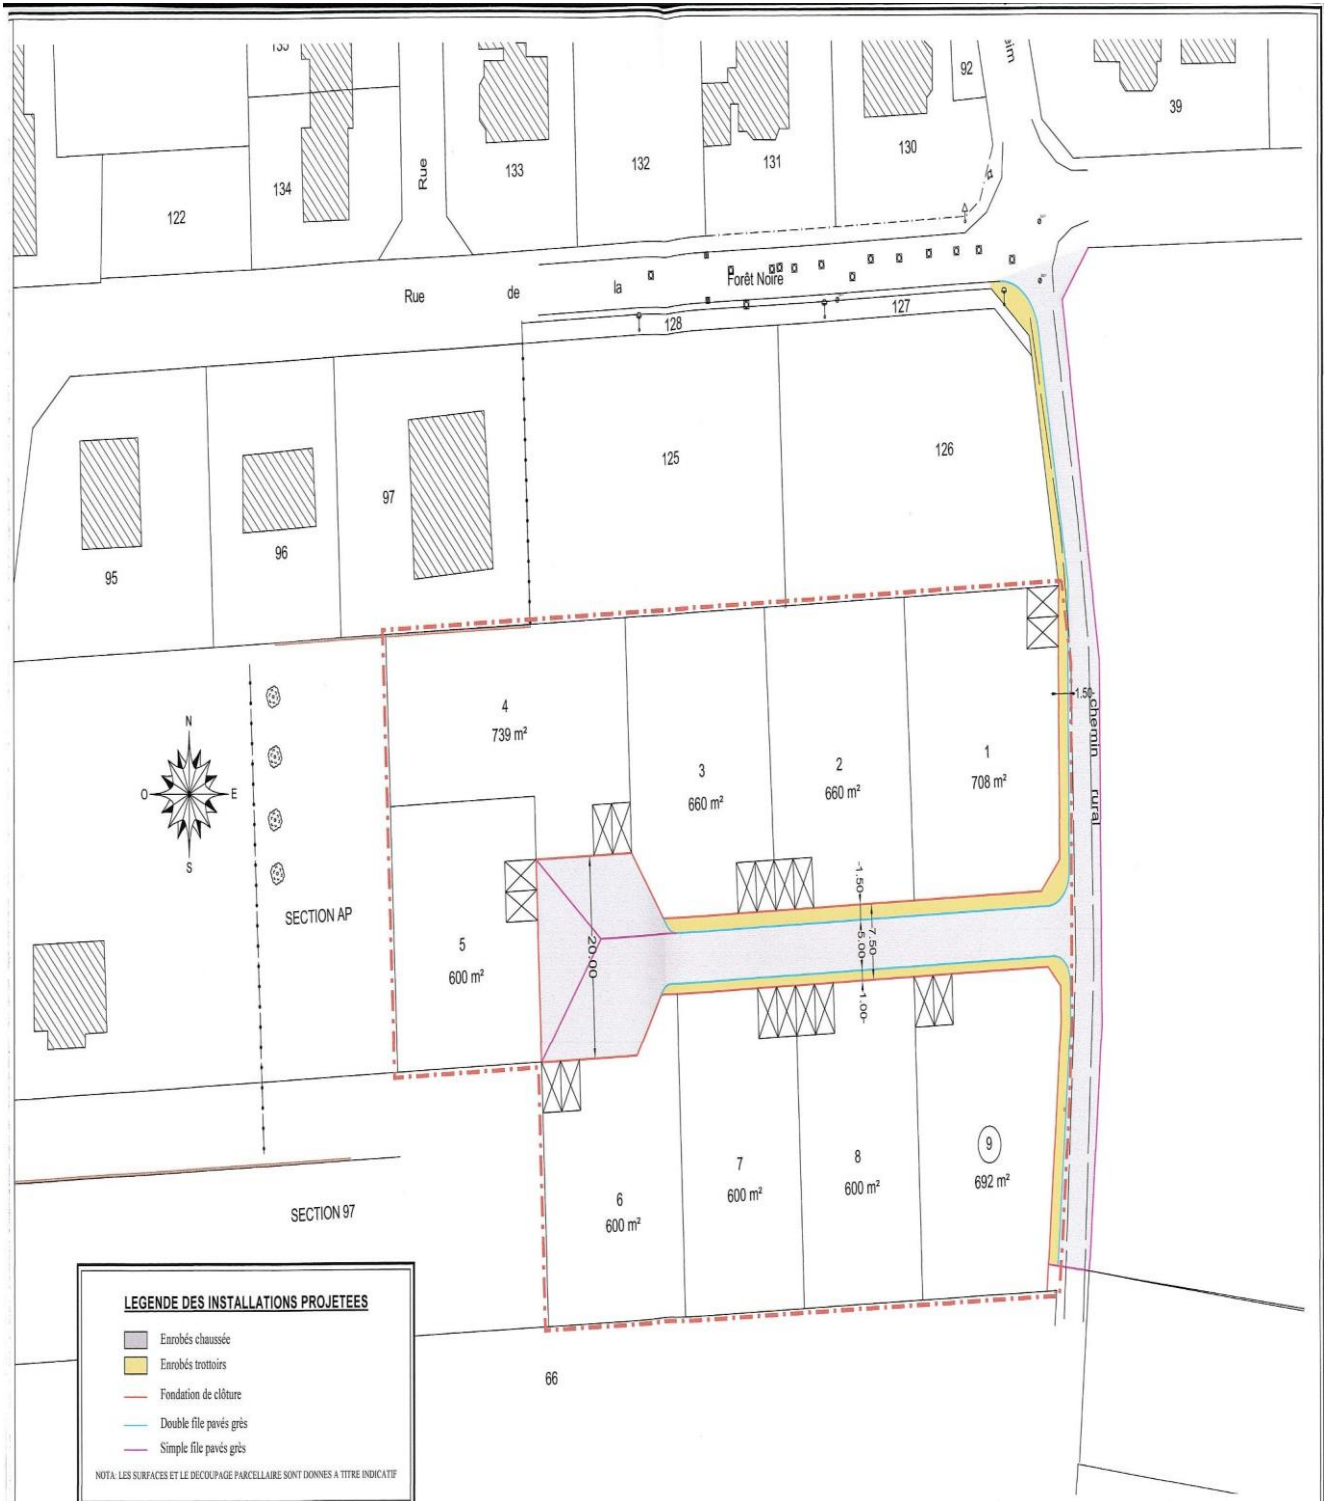 135
92
39
130
131
132
133
134
122
Rue
Rue de la Forêt Noire
128
127
125
126
97
96
95
4
739 m²
3
660 m²
2
660 m²
1
708 m²
1.50
chemin rural
N
O E
S
SECTION AP
5
600 m²
20.00
1.50
5.00
7.50
1.00
6
600 m²
7
600 m²
8
600 m²
9
692 m²
SECTION 97
66
LEGENDE DES INSTALLATIONS PROJETEES
Enrobés chaussée
Enrobés trottoirs
Fondation de clôture
Double file pavés grès
Simple file pavés grès
NOTA: LES SURFACES ET LE DECOUPAGE PARCELLAIRE SONT DONNES A TITRE INDICATIF